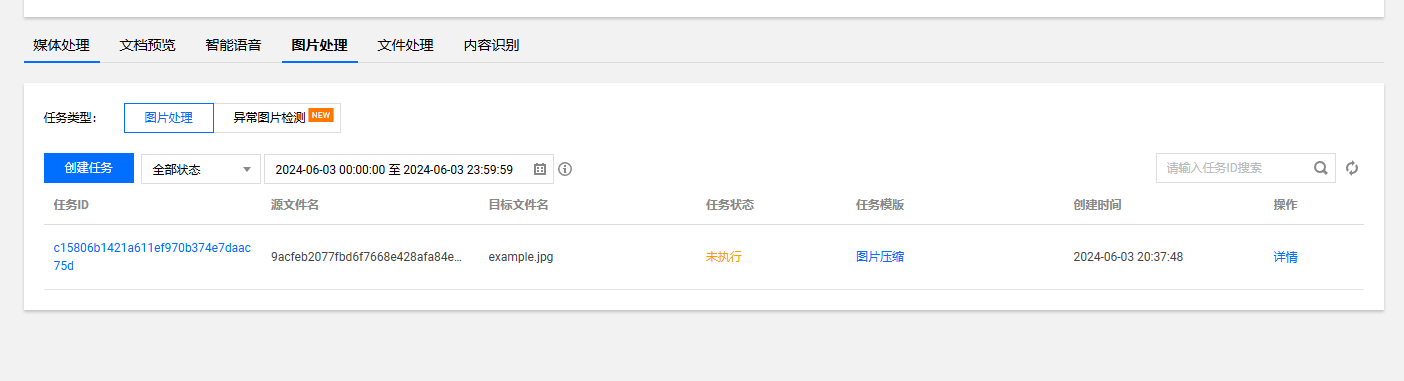 媒体处理 文档预览 智能语音 图片处理 文件处理 内容识别
任务类型: 图片处理 异常图片检测 NEW
创建任务 全部状态 2024-06-03 00:00:00 至 2024-06-03 23:59:59 请输入任务ID搜索
任务ID 源文件名 目标文件名 任务状态 任务模版 创建时间 操作
c15806b1421a611ef970b374e7daac
75d
9acfeb2077fbd6f7668e428afa84e... example.jpg 未执行 图片压缩 2024-06-03 20:37:48 详情